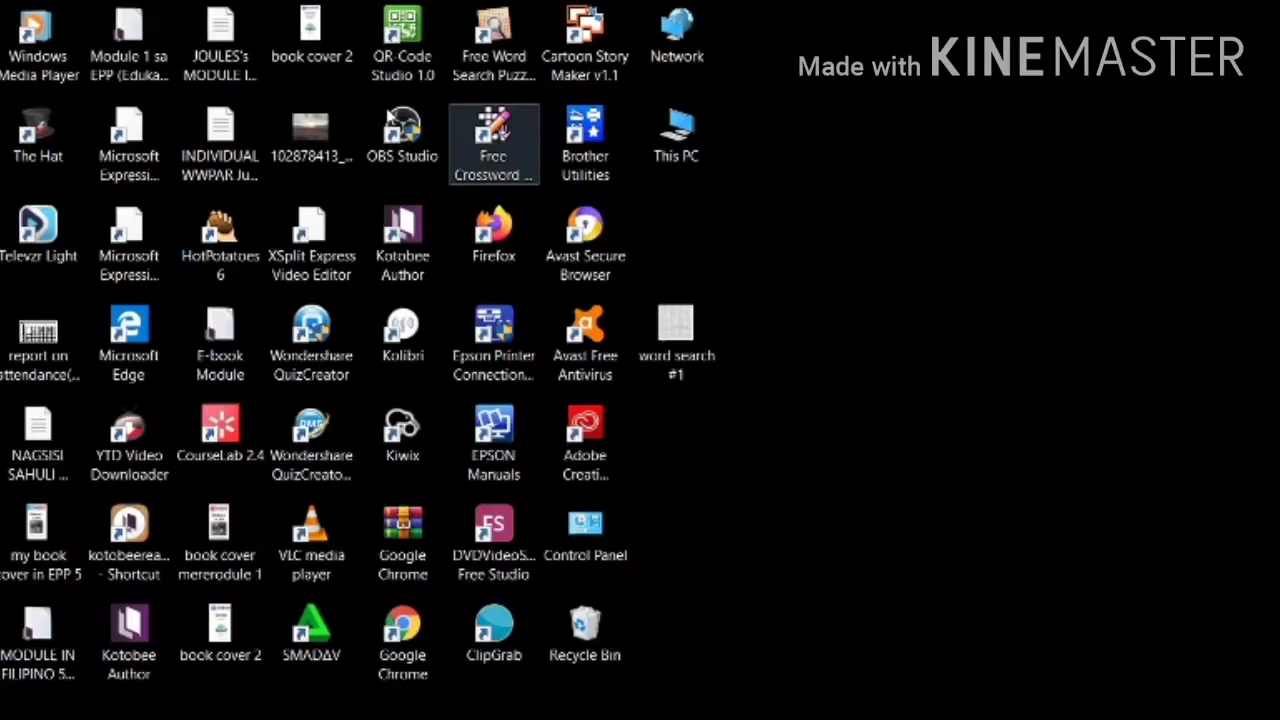 Made with KINEMASTER
Windows
Media Player
Module 1 sa
EPP (Eduka...
JOULES's
MODULE I...
book cover 2
QR-Code
Studio 1.0
Free Word
Search Puzz...
Cartoon Story
Maker v1.1
Network
The Hat
Microsoft
Expressi...
INDIVIDUAL
WWPAR Ju...
102878413_...
OBS Studio
Free
Crossword ...
Brother
Utilities
This PC
Televzr Light
Microsoft
Expressi...
HotPotatoes
6
XSplit Express
Video Editor
Kotobee
Author
Firefox
Avast Secure
Browser
report on
attendance(...
Microsoft
Edge
E-book
Module
Wondershare
QuizCreator
Kolibri
Epson Printer
Connection...
Avast Free
Antivirus
word search
#1
NAGSISI
SAHULI ...
YTD Video
Downloader
CourseLab 2.4
Wondershare
QuizCreato...
Kiwix
EPSON
Manuals
Adobe
Creati...
my book
cover in EPP 5
kotobeerea...
- Shortcut
book cover
mererodule 1
VLC media
player
Google
Chrome
DVDVideoS...
Free Studio
Control Panel
MODULE IN
FILIPINO 5...
Kotobee
Author
book cover 2
SMADΔV
Google
Chrome
ClipGrab
Recycle Bin